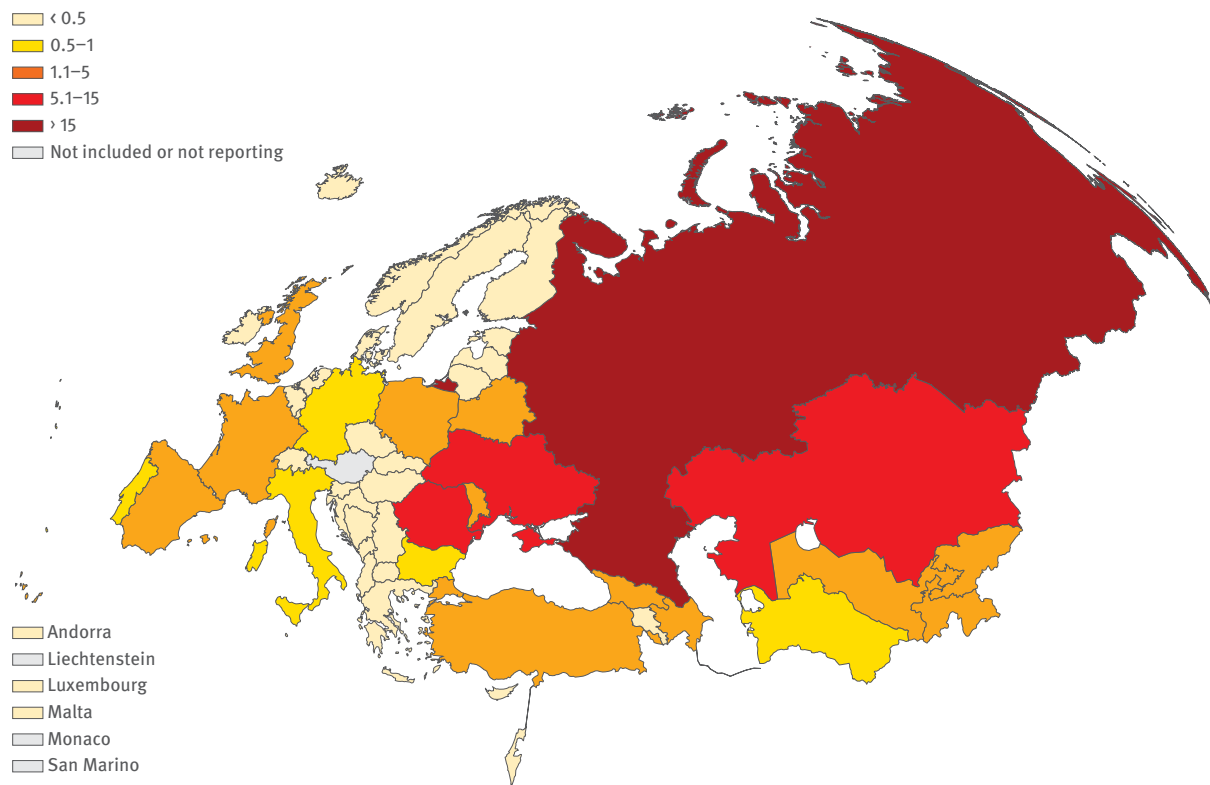 < 0.5
0.5–1
1.1–5
5.1–15
> 15
Not included or not reporting
Andorra
Liechtenstein
Luxembourg
Malta
Monaco
San Marino